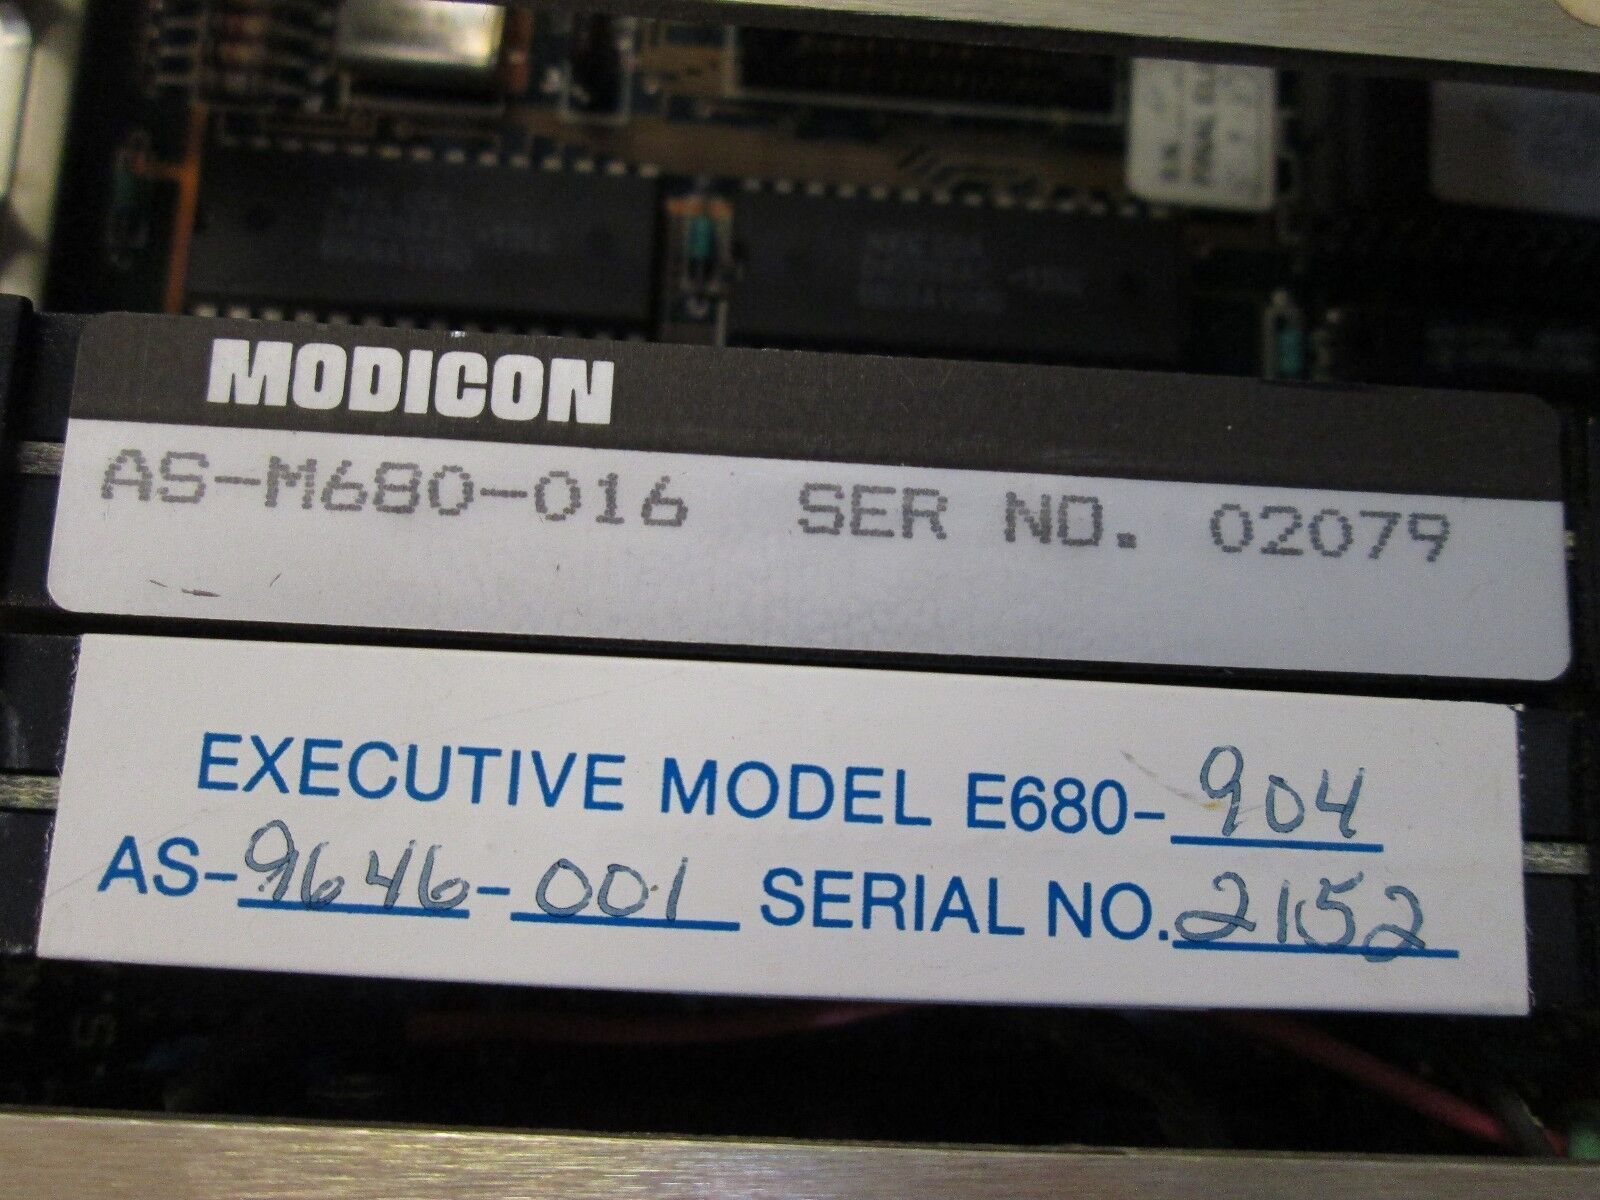 MODICON
AS-M680-016 SER NO. 02079
EXECUTIVE MODEL E680-904
AS-9646-001 SERIAL NO. 2152